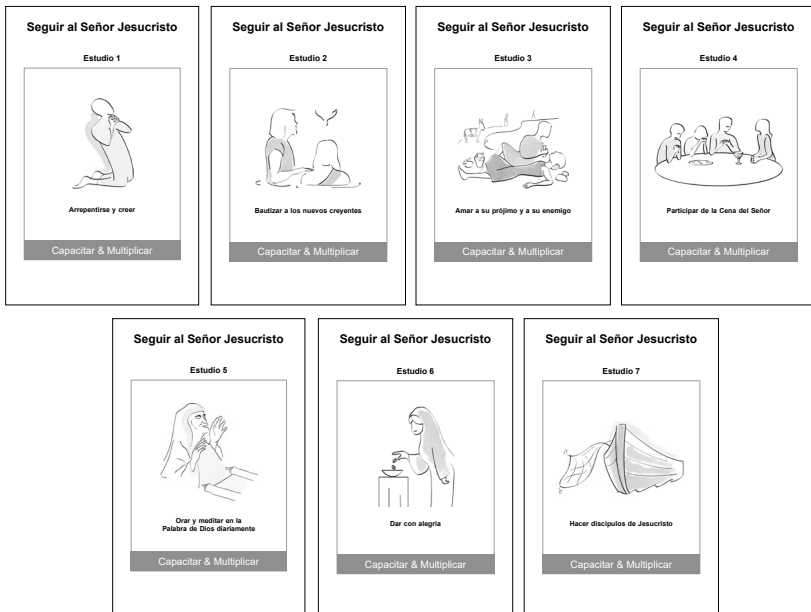 Seguir al Señor Jesucristo
Estudio 1
Arrepentirse y creer
Capacitar & Multiplicar
Seguir al Señor Jesucristo
Estudio 2
Bautizar a los nuevos creyentes
Capacitar & Multiplicar
Seguir al Señor Jesucristo
Estudio 3
Amar a su prójimo y a su enemigo
Capacitar & Multiplicar
Seguir al Señor Jesucristo
Estudio 4
Participar de la Cena del Señor
Capacitar & Multiplicar
Seguir al Señor Jesucristo
Estudio 5
Orar y meditar en la
Palabra de Dios diariamente
Capacitar & Multiplicar
Seguir al Señor Jesucristo
Estudio 6
Dar con alegria
Capacitar & Multiplicar
Seguir al Señor Jesucristo
Estudio 7
Hacer discípulos de Jesucristo
Capacitar & Multiplicar